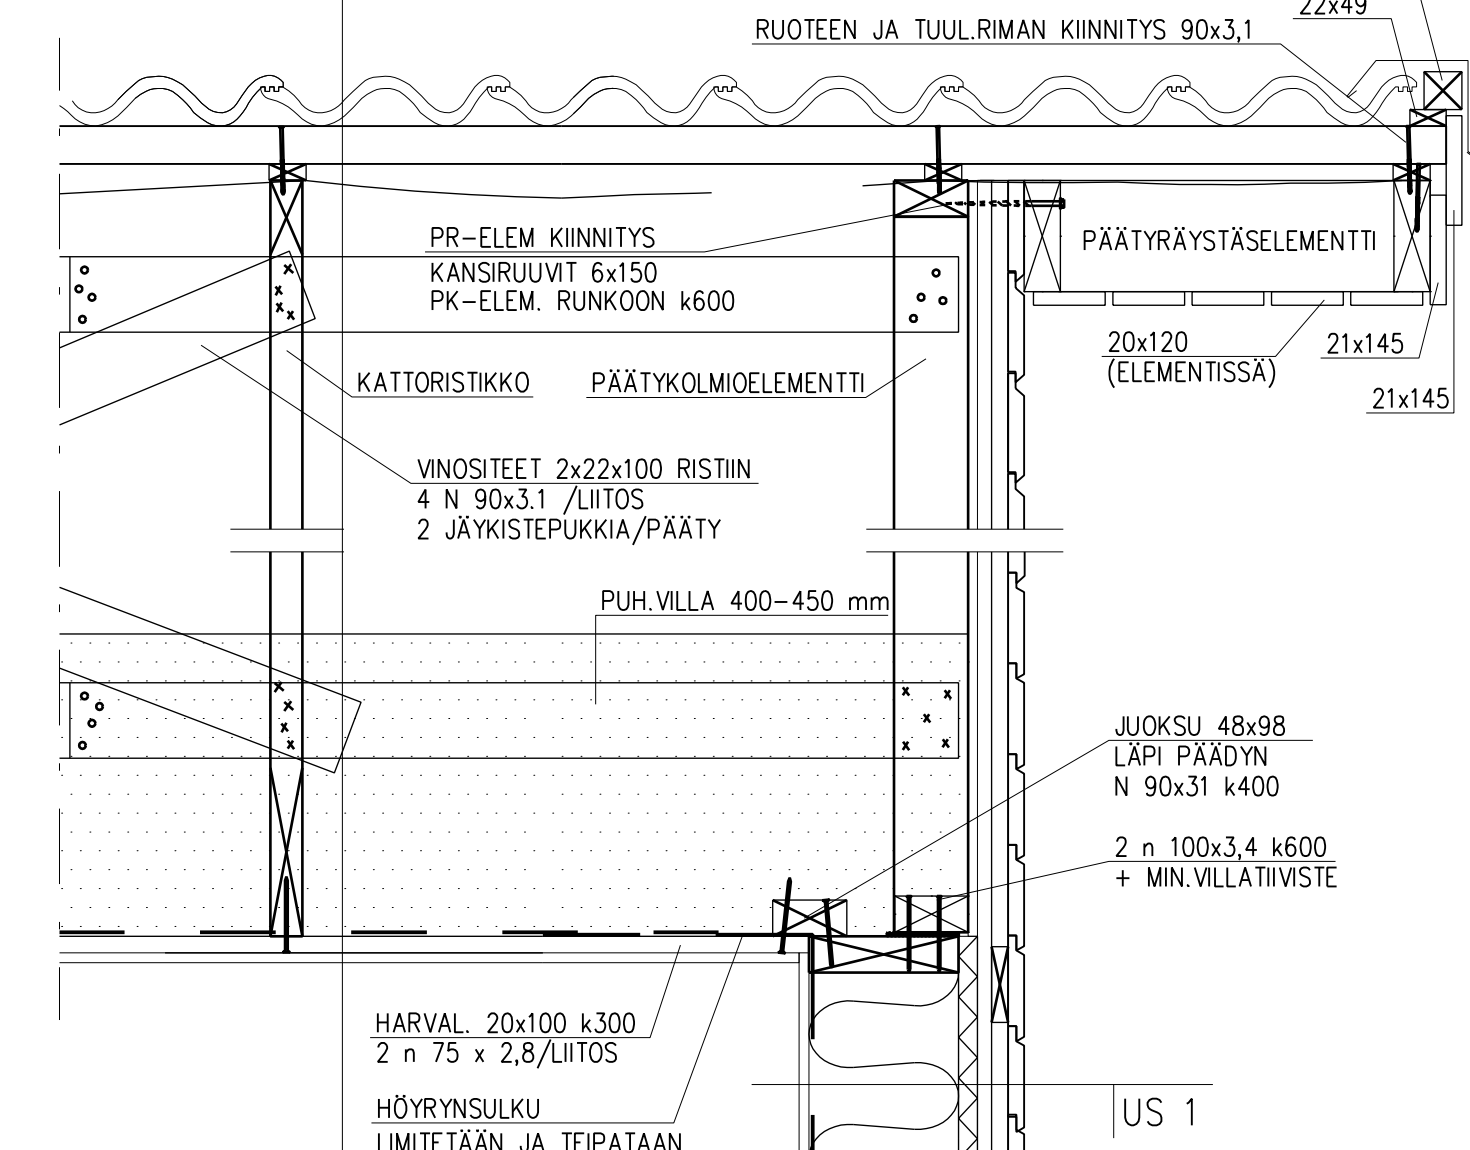 22x49
RUOTEEN JA TUUL.RIMAN KIINNITYS 90x3,1
PR-ELEM KIINNITYS
KANSIRUUVIT 6x150
PK-ELEM. RUNKOON k600
PÄÄTYRÄYSTÄSELEMENTTI
20x120
(ELEMENTISSÄ)
21x145
21x145
KATTORISTIKKO
PÄÄTYKOLMIOELEMENTTI
VINOSITEET 2x22x100 RISTIIN
4 N 90x3.1 /LIITOS
2 JÄYKISTEPUKKIA/PÄÄTY
PUH.VILLA 400-450 mm
JUOKSU 48x98
LÄPI PÄÄDYN
N 90x31 k400
2 n 100x3,4 k600
+ MIN.VILLATIIVISTE
HARVAL. 20x100 k300
2 n 75 x 2,8/LIITOS
HÖYRYNSULKU
LIMITETÄÄN JA TEIPATAAN
US 1